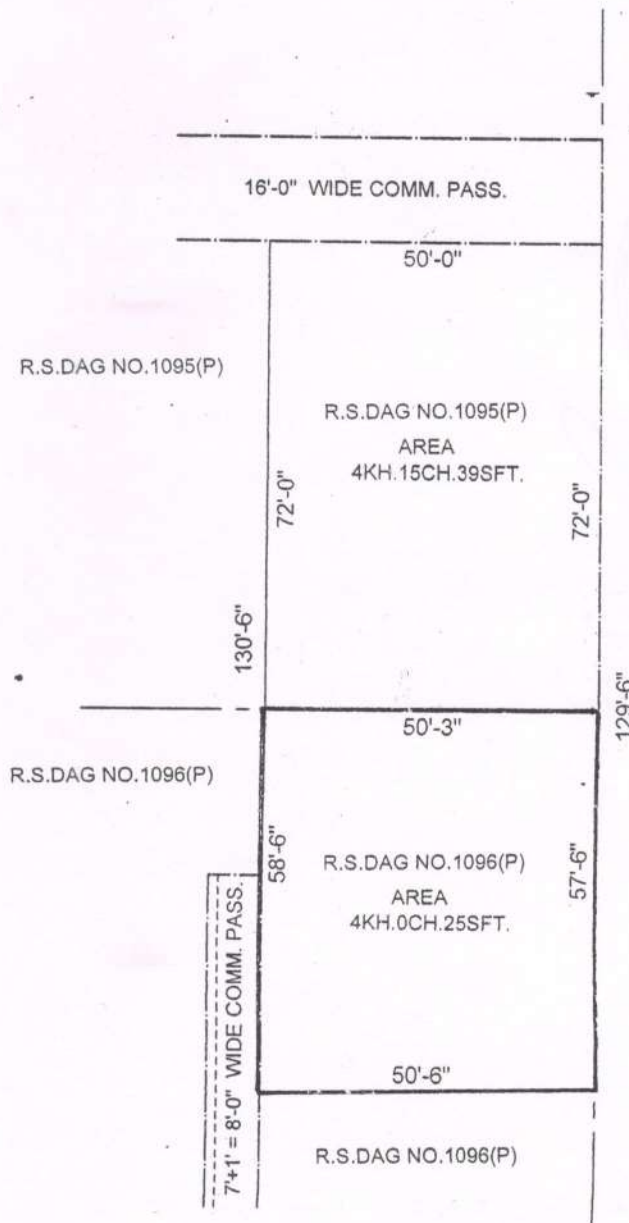 16'-0" WIDE COMM. PASS.
50'-0"
R.S.DAG NO.1095(P)
R.S.DAG NO.1095(P)
AREA
4KH.15CH.39SFT.
72'-0"
72'-0"
130'-6"
129'-6"
50'-3"
R.S.DAG NO.1096(P)
58'-6"
R.S.DAG NO.1096(P)
AREA
4KH.0CH.25SFT.
57'-6"
7'+1' = 8'-0" WIDE COMM. PASS.
50'-6"
R.S.DAG NO.1096(P)